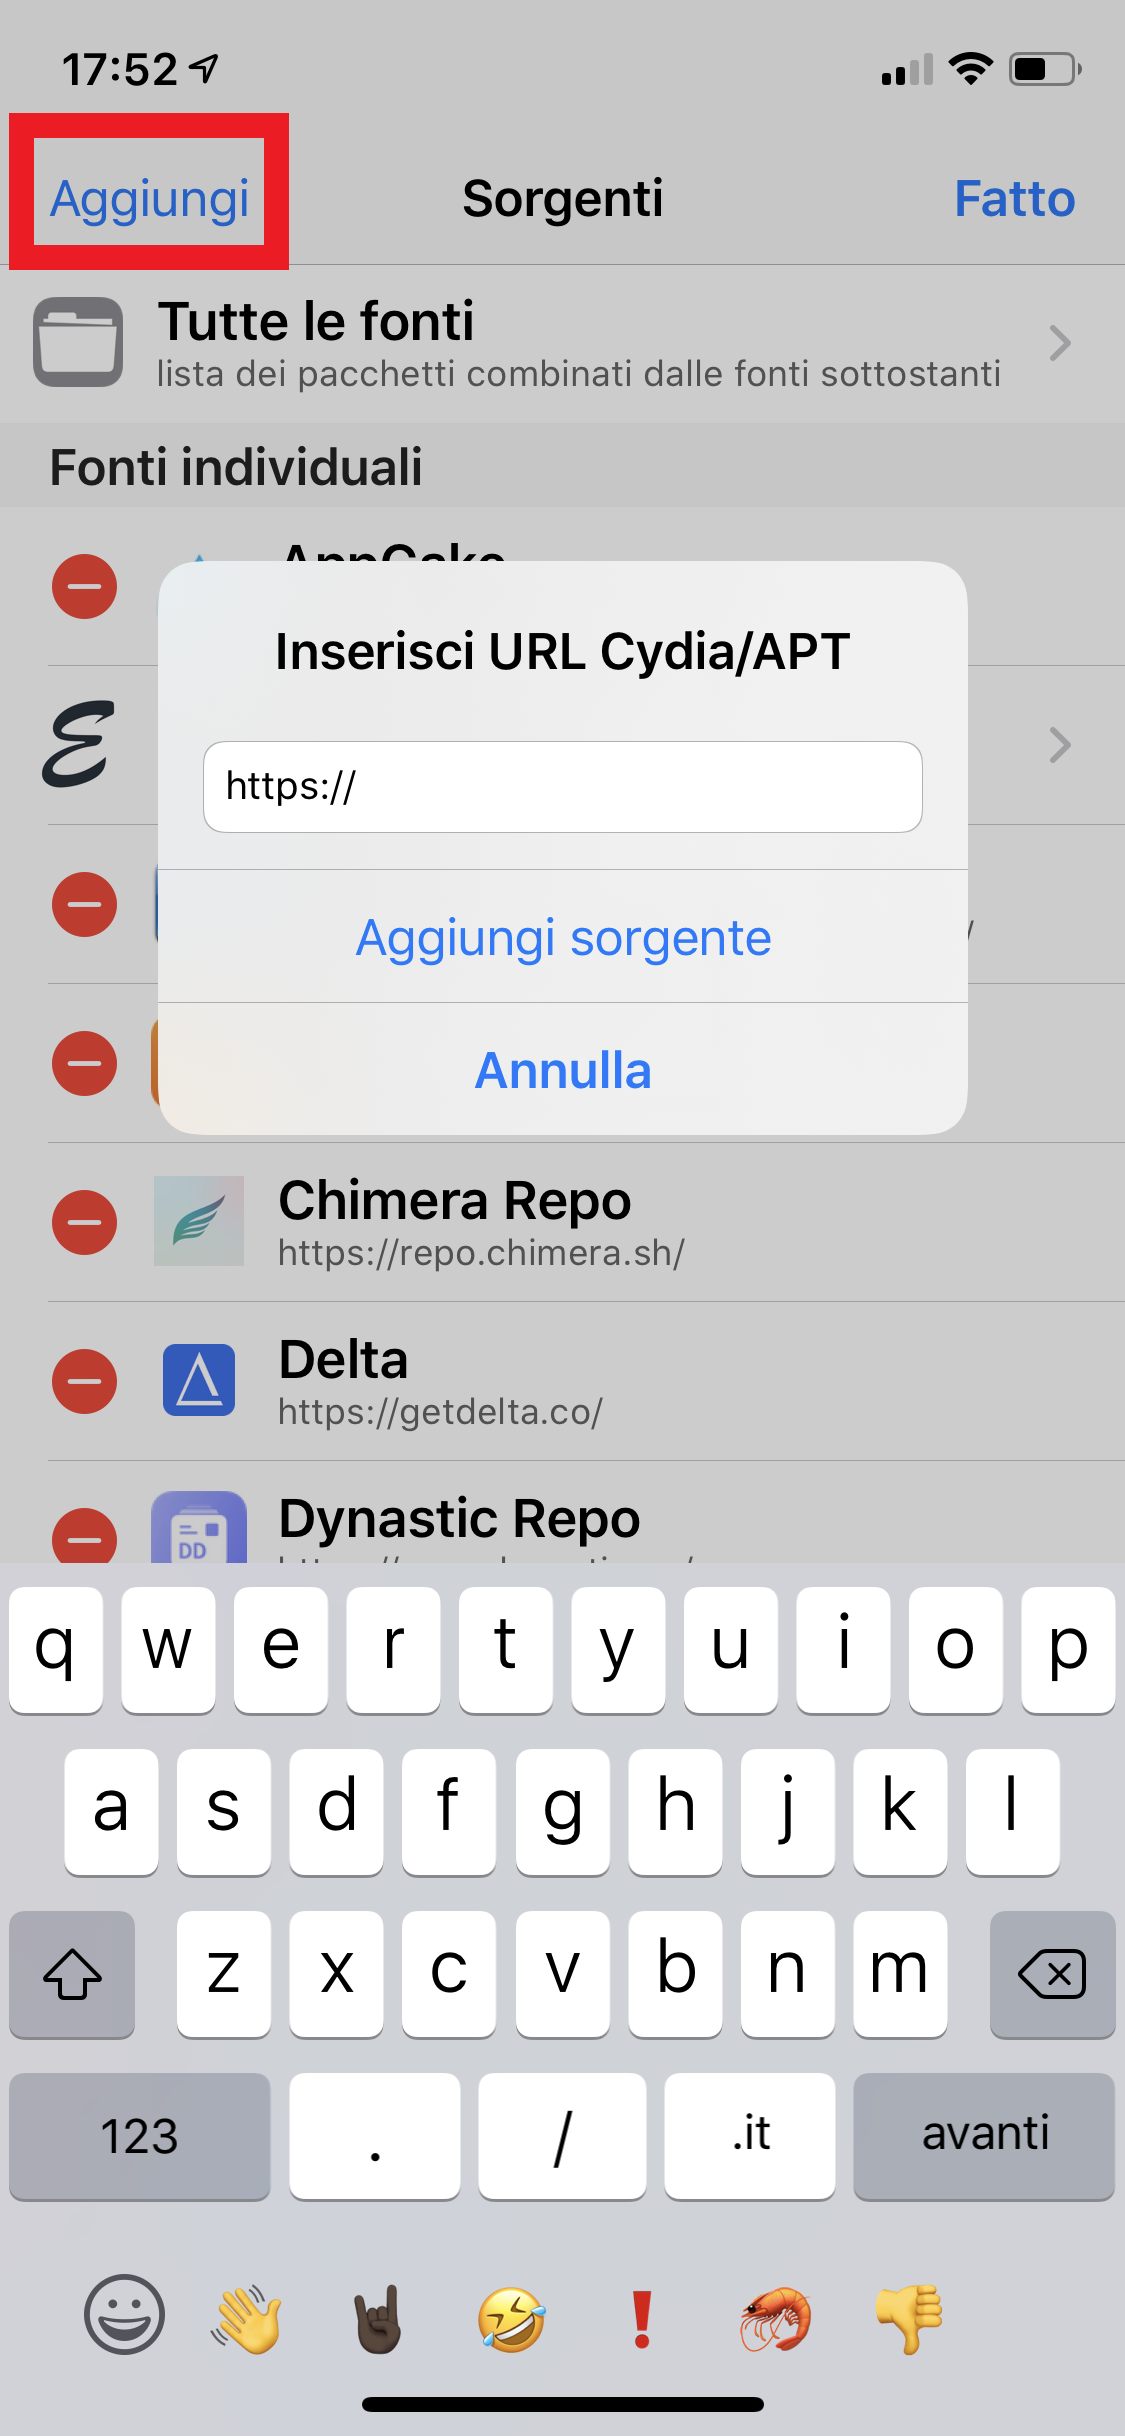 17:52
Aggiungi Sorgenti Fatto
Tutte le fonti
lista dei pacchetti combinati dalle fonti sottostanti
Fonti individuali
AppCake
Inserisci URL Cydia/APT
https://
Aggiungi sorgente
Annulla
Chimera Repo
https://repo.chimera.sh/
Delta
https://getdelta.co/
Dynastic Repo
DD
q w e r t y u i o p
a s d f g h j k l
z x c v b n m
123 . / .it avanti